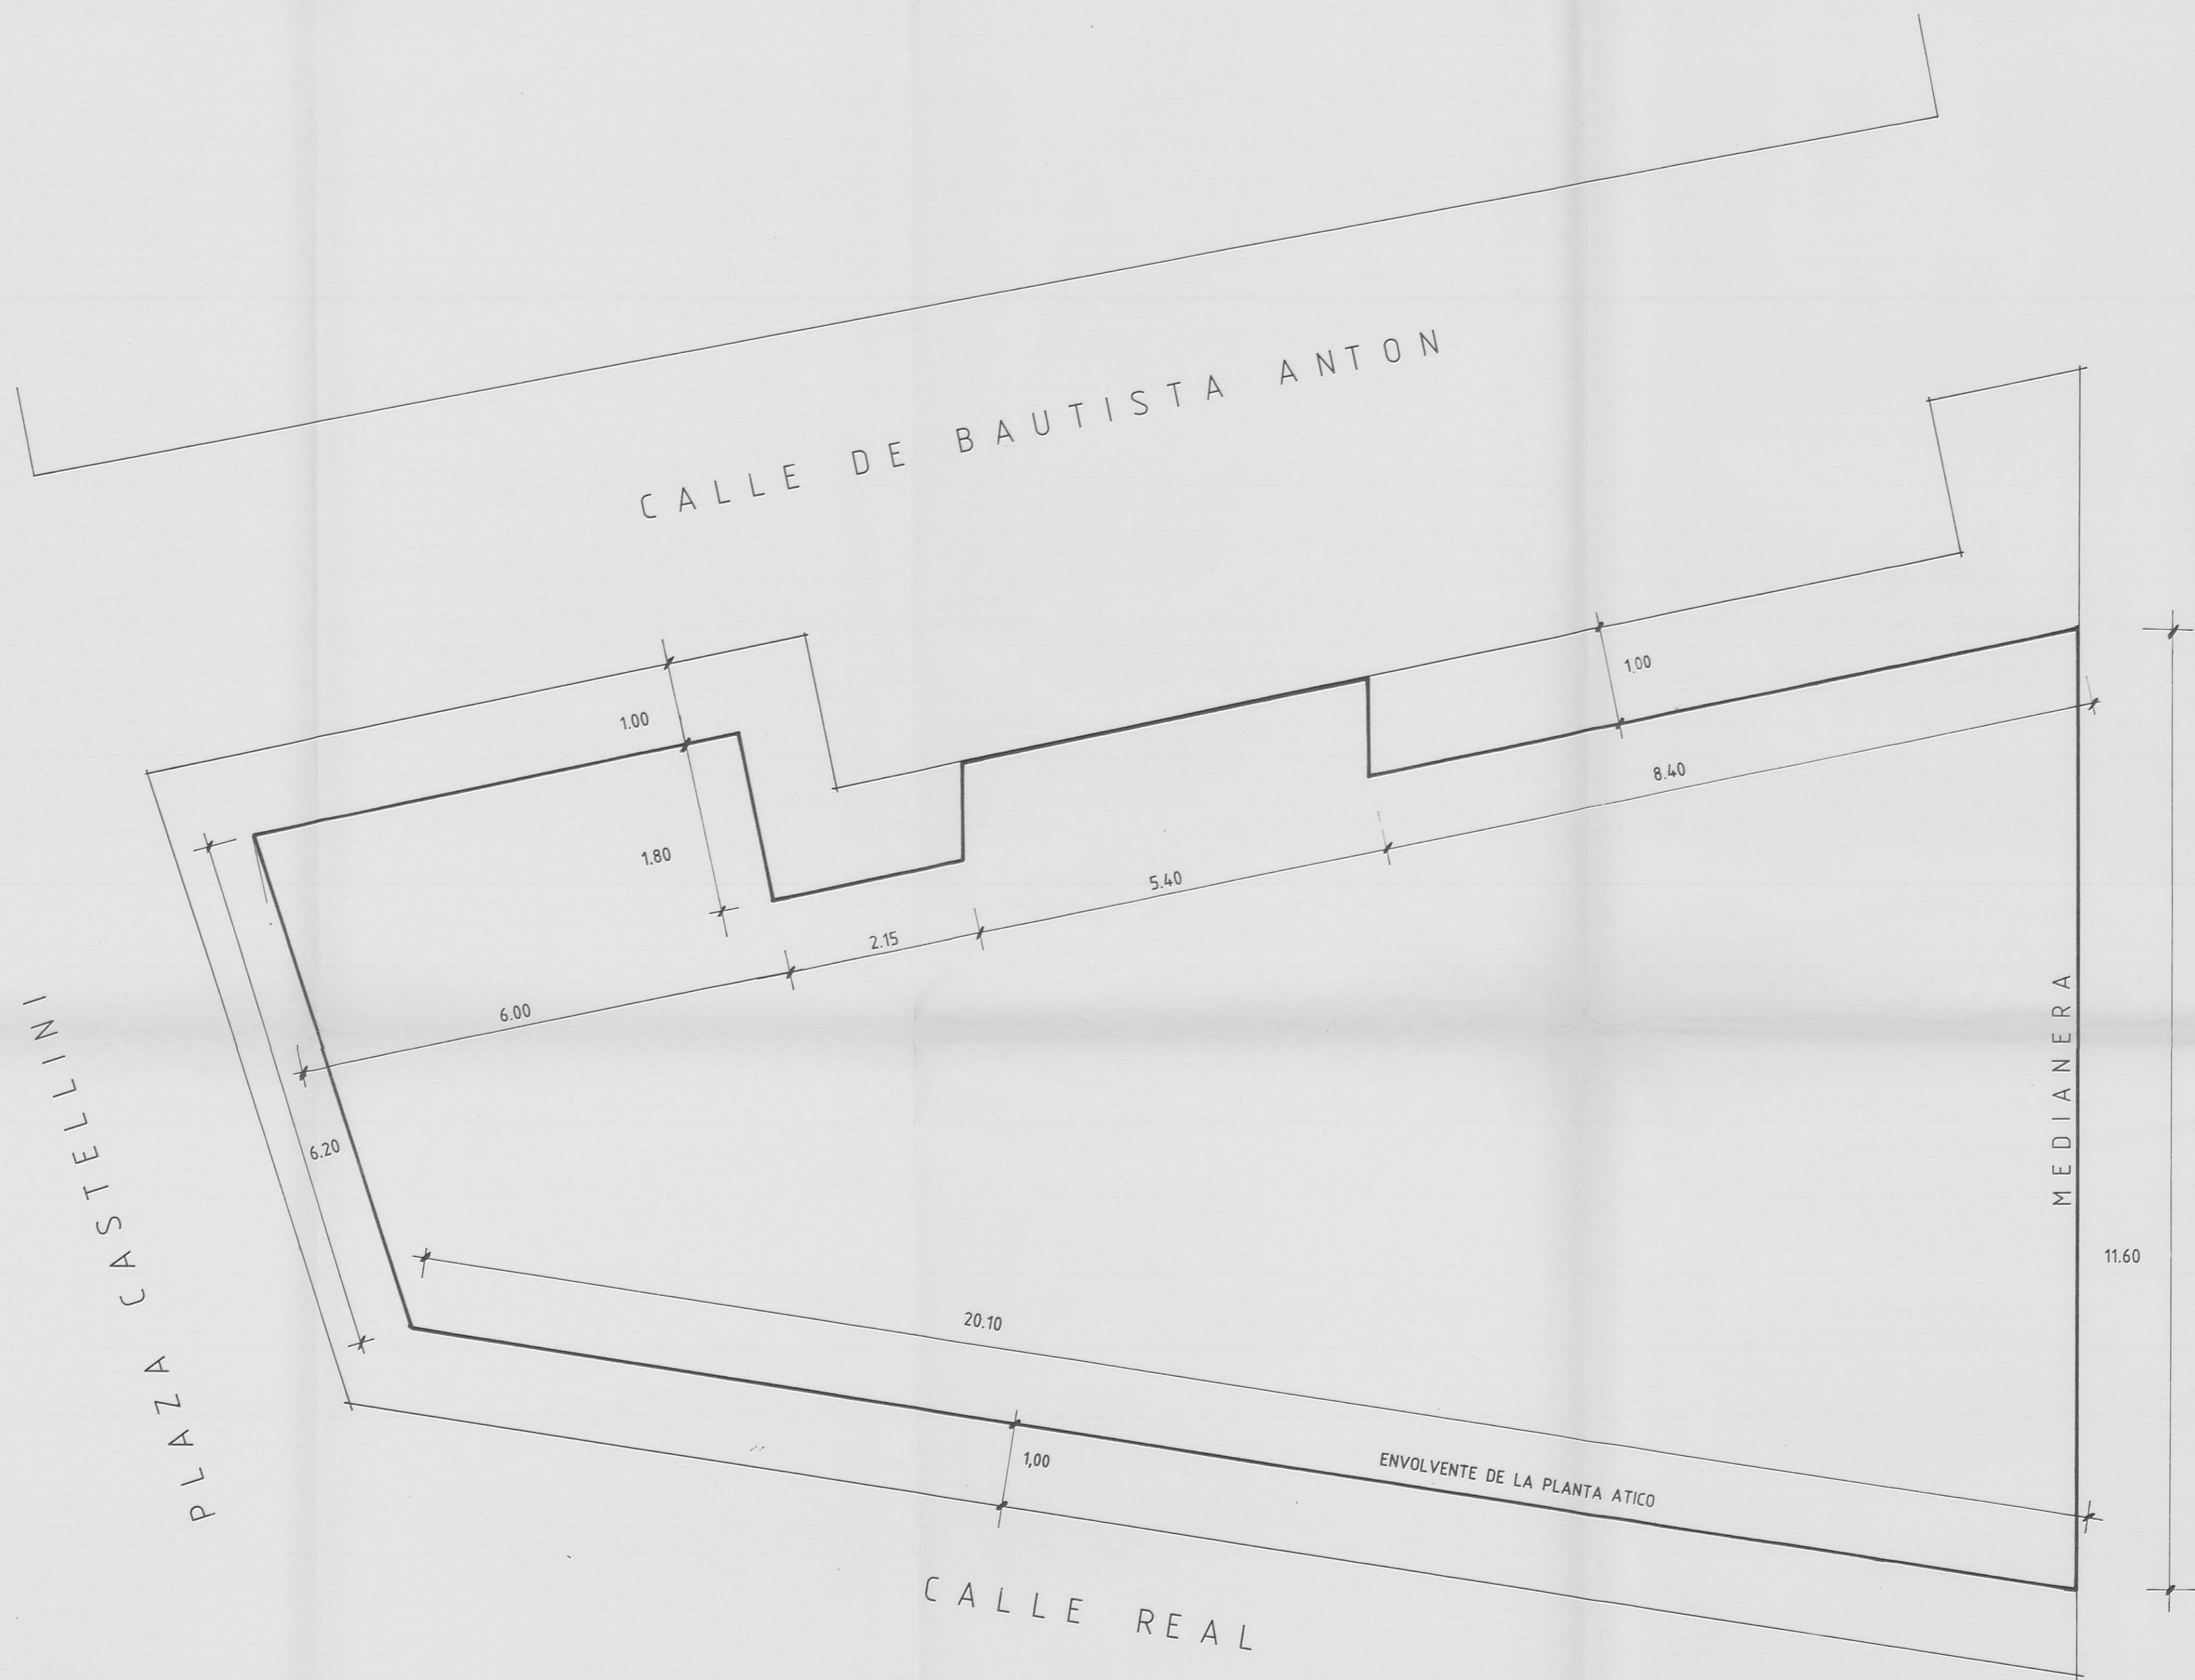 CALLE DE BAUTISTA ANTON
1.00
1,00
1.80
8.40
5.40
2.15
6.00
6.20
PLAZA CASTELLINI
MEDIANERA
11.60
20.10
1,00
ENVOLVENTE DE LA PLANTA ATICO
CALLE REAL